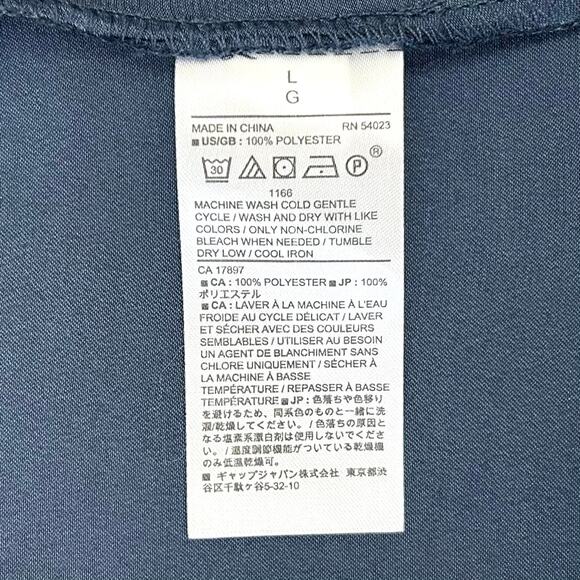 L
G
MADE IN CHINA RN 54023
US/GB : 100% POLYESTER
30 P ®
1166
MACHINE WASH COLD GENTLE
CYCLE / WASH AND DRY WITH LIKE
COLORS / ONLY NON-CHLORINE
BLEACH WHEN NEEDED / TUMBLE
DRY LOW / COOL IRON
CA 17897
CA : 100% POLYESTER JP : 100%
ポリエステル
CA : LAVER À LA MACHINE À L'EAU
FROIDE AU CYCLE DÉLICAT / LAVER
ET SÉCHER AVEC DES COULEURS
SEMBLABLES / UTILISER AU BESOIN
UN AGENT DE BLANCHIMENT SANS
CHLORE UNIQUEMENT / SÉCHER À
LA MACHINE À BASSE
TEMPÉRATURE / REPASSER À BASSE
TEMPÉRATURE JP : 色落ちや色移り
を避けるため、同系色のものと一緒に洗
濯/乾燥してください。/ 色落ちの原因と
なる塩素系漂白剤は使用しないでくださ
い。/ 温度調節機能がついている乾燥機
のみ低温乾燥可。
ギャップジャパン株式会社 東京都渋
谷区千駄ヶ谷5-32-10